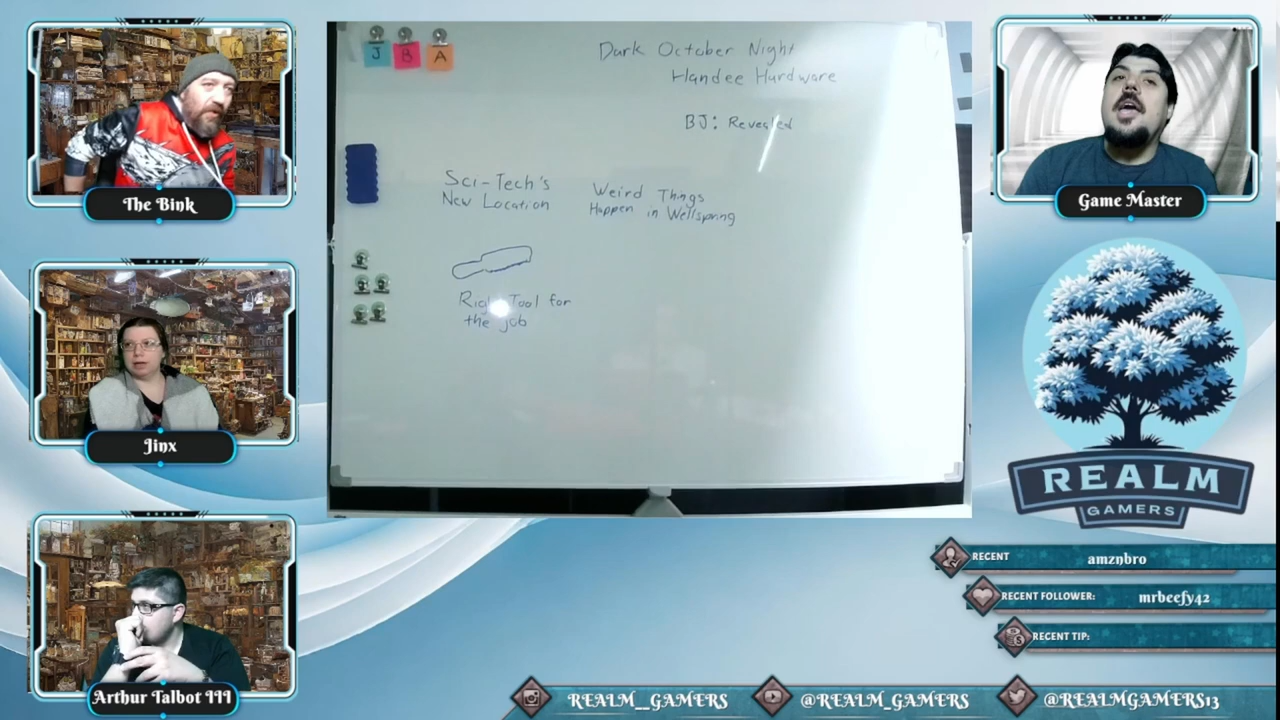 The Bink
Jinx
Arthur Talbot III
J B A
Dark October Night
Handee Hardware
BJ: Revealed
Sci-Tech's
New Location
Weird Things
Happen in Wellspring
Right Tool for
the job
Game Master
REALM
GAMERS
RECENT amznbro
RECENT FOLLOWER: mrbeefy42
RECENT TIP:
REALM__GAMERS
@REALM_GAMERS
@REALMGAMERS13